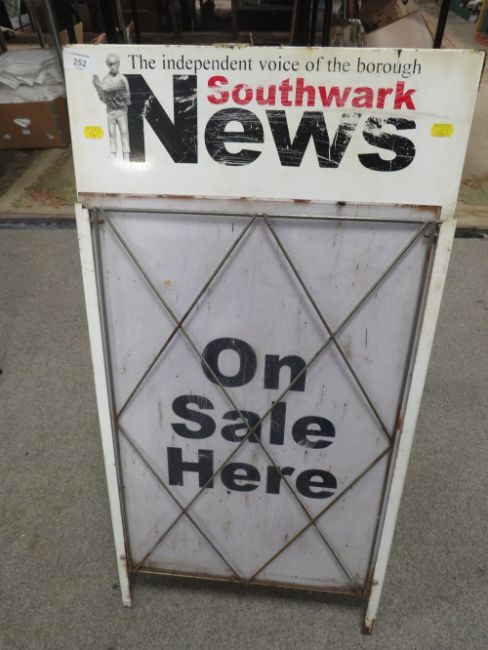 The independent voice of the borough
Southwark
News
252
On
Sale
Here